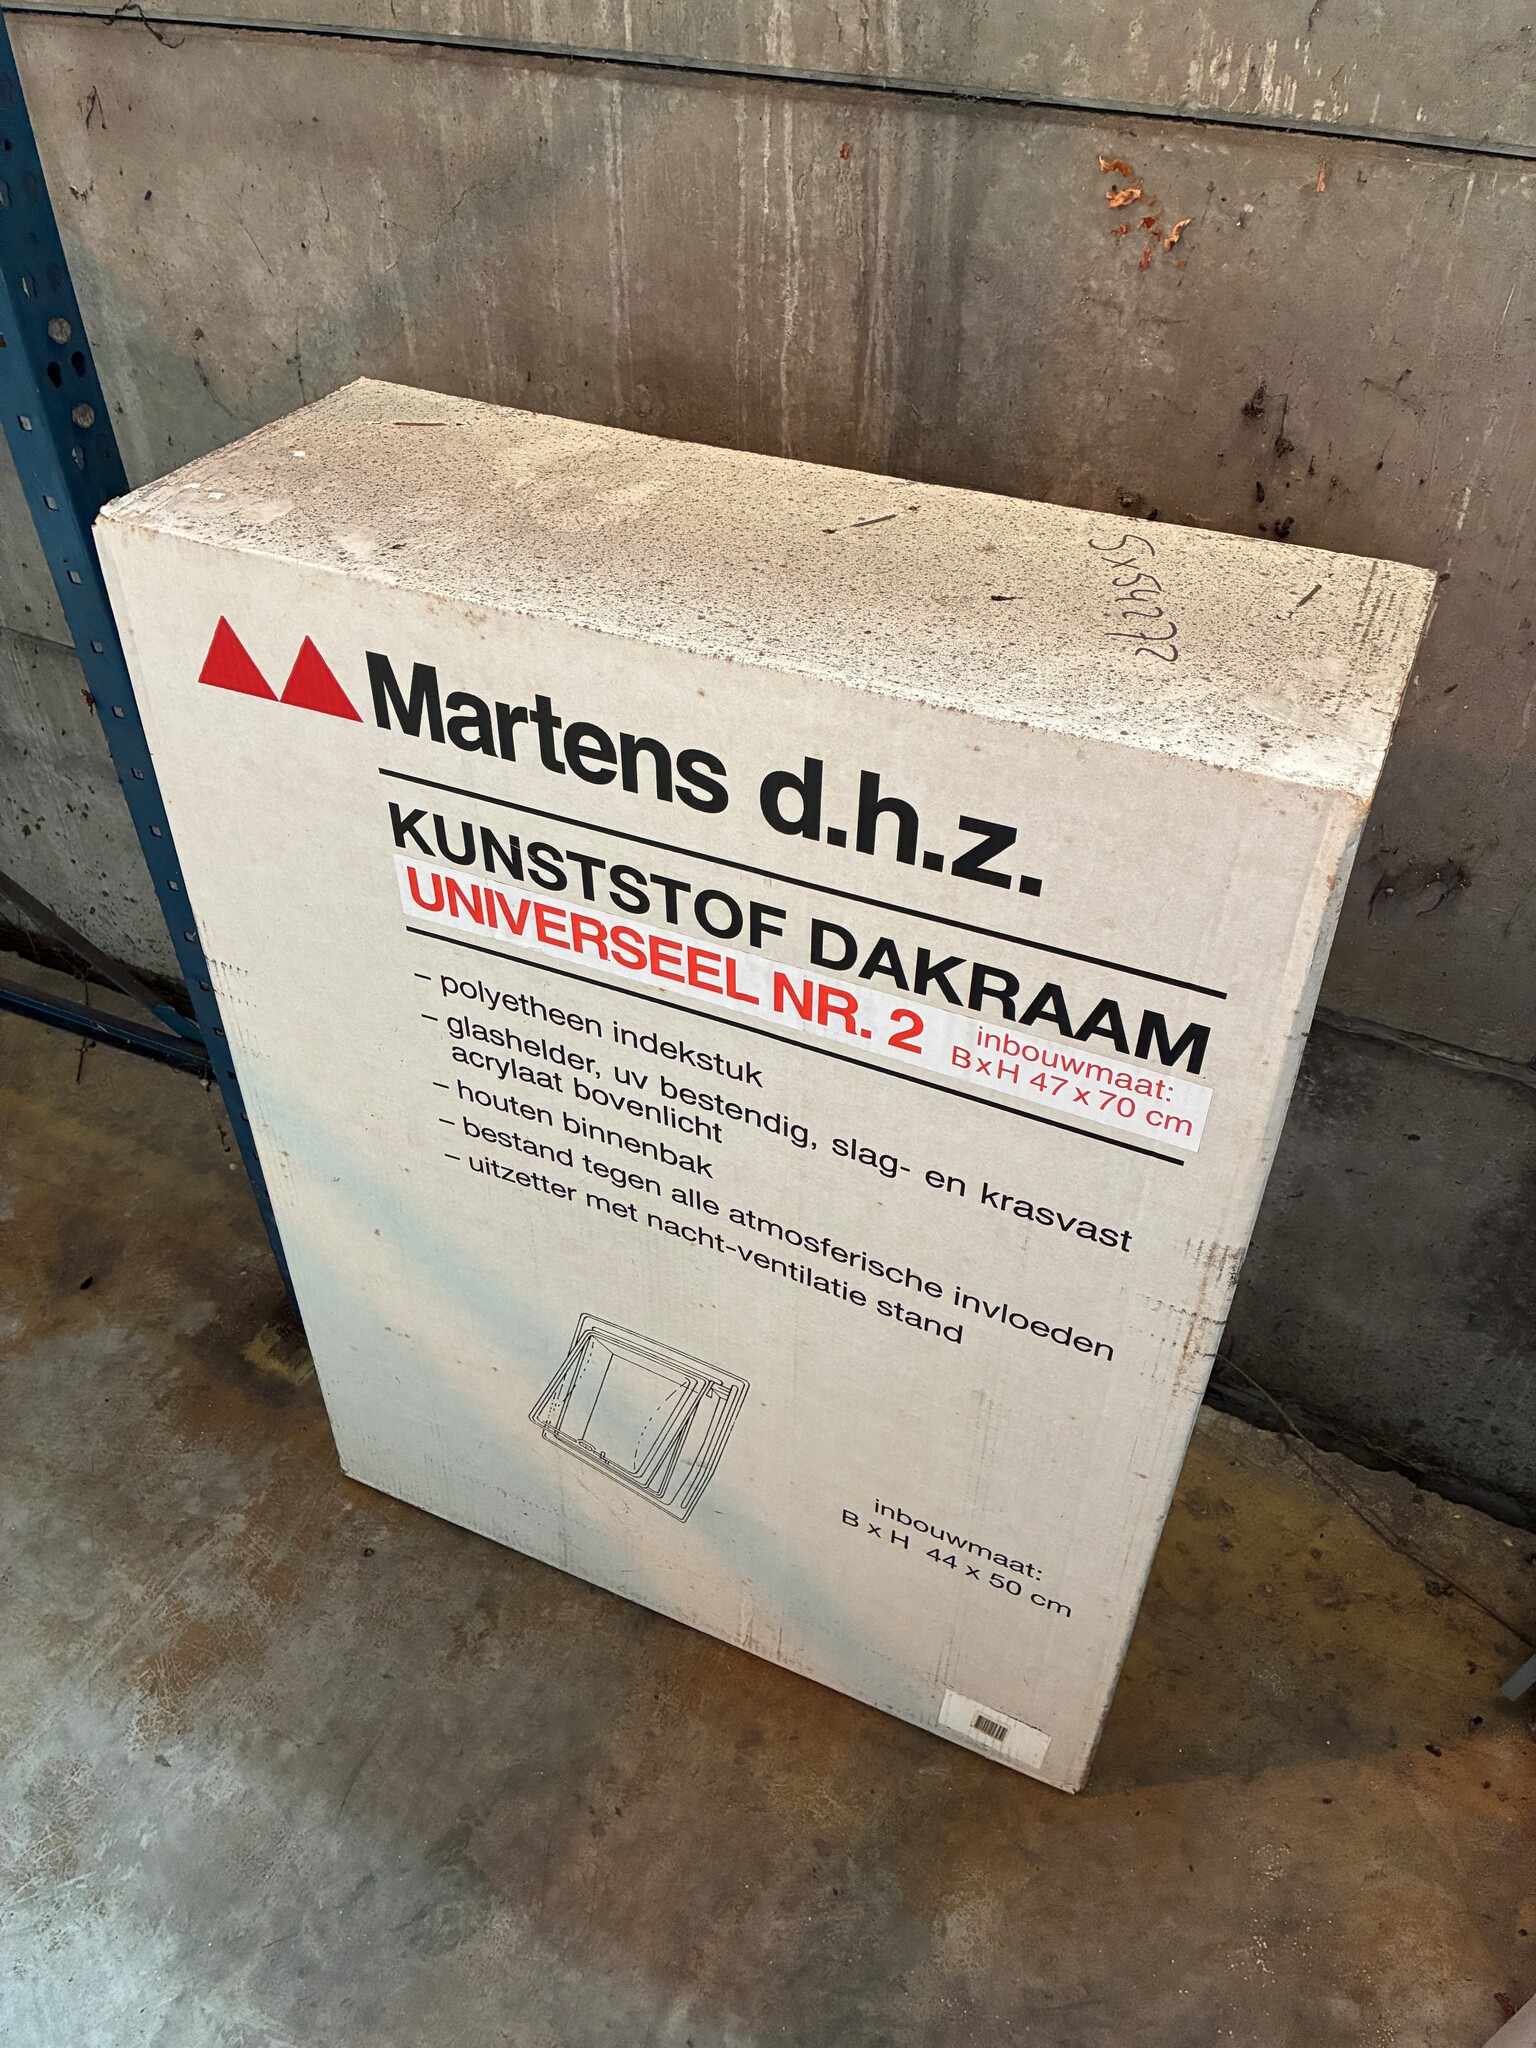 Martens d.h.z.
KUNSTSTOF DAKRAAM
UNIVERSEEL NR. 2
inbouwmaat:
BxH 47 x 70 cm
– polyetheen indekstuk
– glashelder, uv bestendig, slag- en krasvast
acrylaat bovenlicht
– houten binnenbak
– bestand tegen alle atmosferische invloeden
– uitzetter met nacht-ventilatie stand
inbouwmaat:
B x H 44 x 50 cm